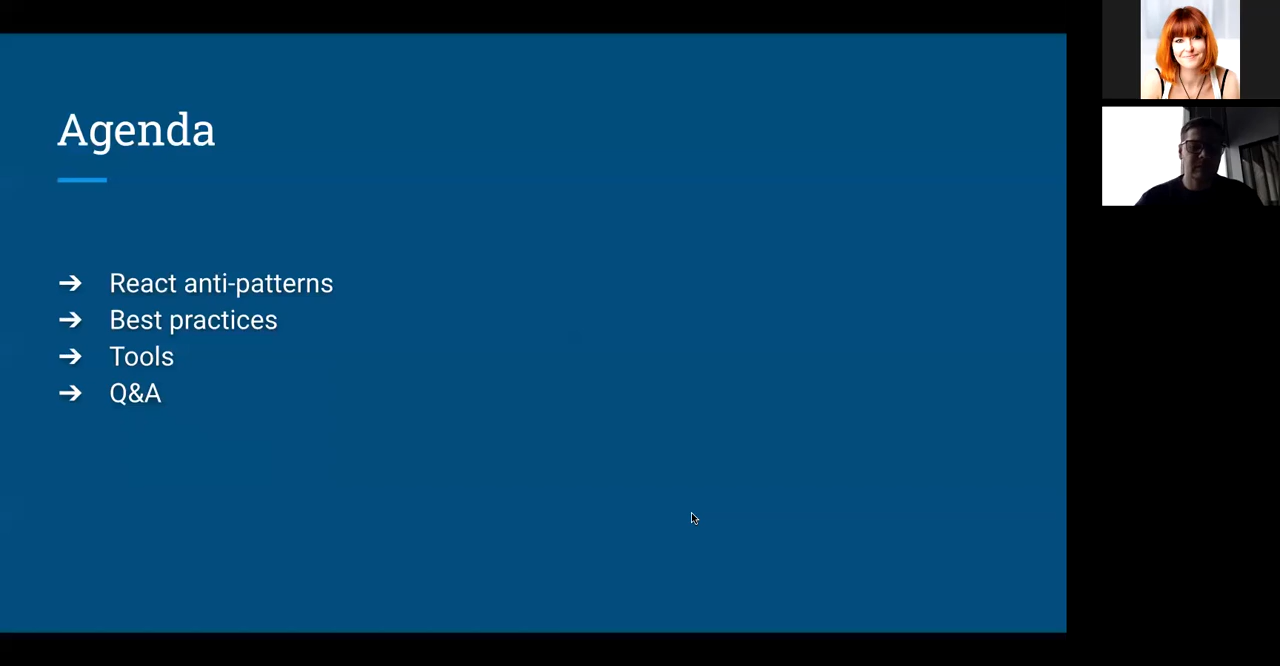 Agenda
➔ React anti-patterns
➔ Best practices
➔ Tools
➔ Q&A